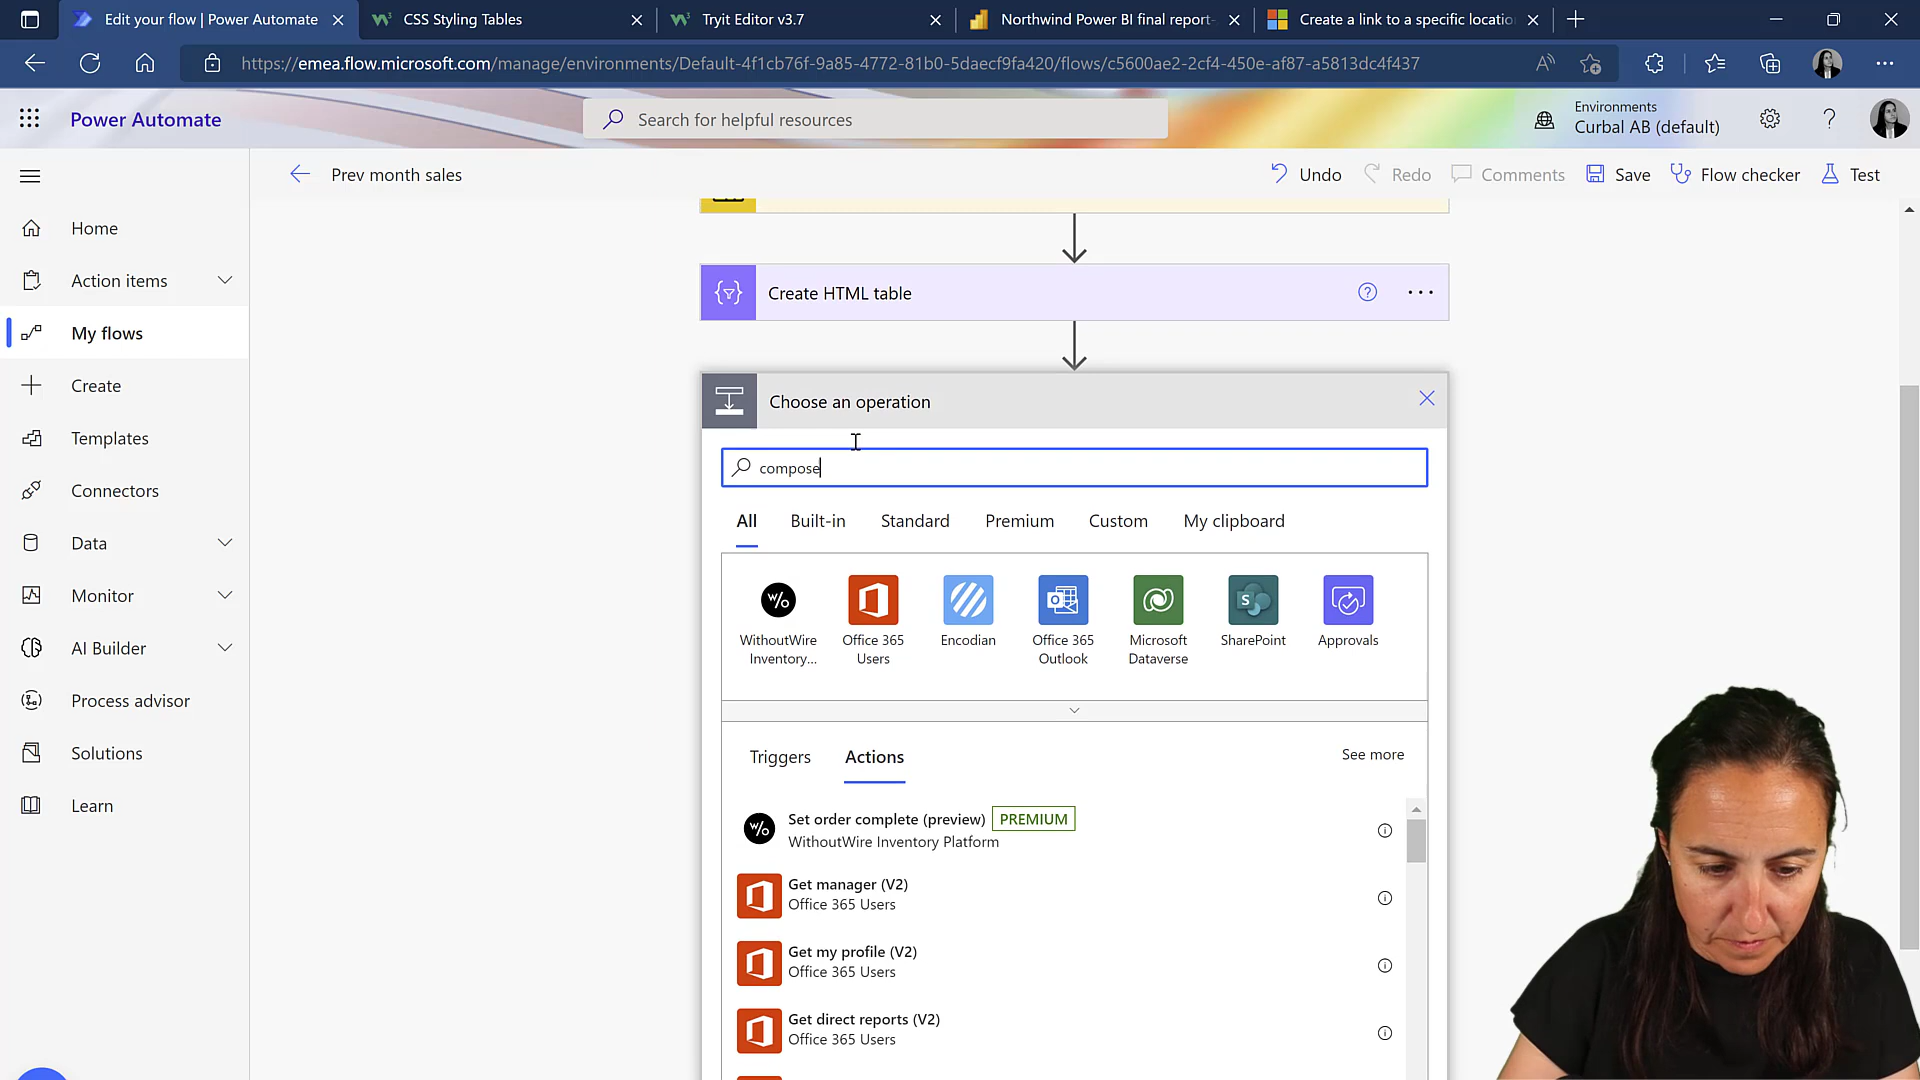 Edit your flow | Power Automate
CSS Styling Tables
Tryit Editor v3.7
Northwind Power BI final report-
Create a link to a specific locatio
https://emea.flow.microsoft.com/manage/environments/Default-4f1cb76f-9a85-4772-81b0-5daecf9fa420/flows/c5600ae2-2cf4-450e-af87-a5813dc4f437
Power Automate
Search for helpful resources
Environments
Curbal AB (default)
Prev month sales
Undo
Redo
Comments
Save
Flow checker
Test
Home
Action items
My flows
Create
Templates
Connectors
Data
Monitor
AI Builder
Process advisor
Solutions
Learn
Create HTML table
Choose an operation
compose
All
Built-in
Standard
Premium
Custom
My clipboard
WithoutWire
Inventory...
Office 365
Users
Encodian
Office 365
Outlook
Microsoft
Dataverse
SharePoint
Approvals
Triggers
Actions
See more
Set order complete (preview) PREMIUM
WithoutWire Inventory Platform
Get manager (V2)
Office 365 Users
Get my profile (V2)
Office 365 Users
Get direct reports (V2)
Office 365 Users